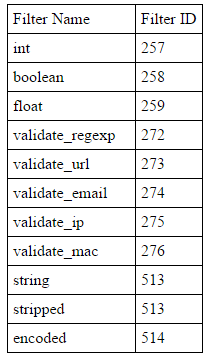 Filter Name Filter ID
int 257
boolean 258
float 259
validate_regexp 272
validate_url 273
validate_email 274
validate_ip 275
validate_mac 276
string 513
stripped 513
encoded 514